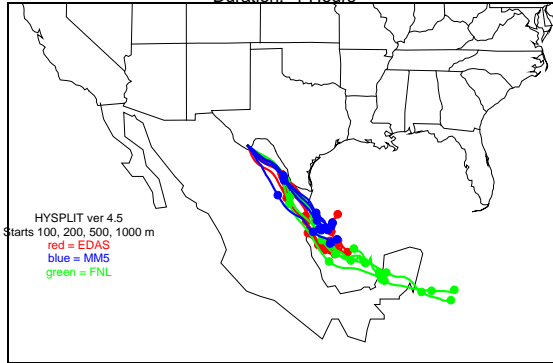 HYSPLIT ver 4.5
Starts 100, 200, 500, 1000 m
red = EDAS
blue = MM5
green = FNL